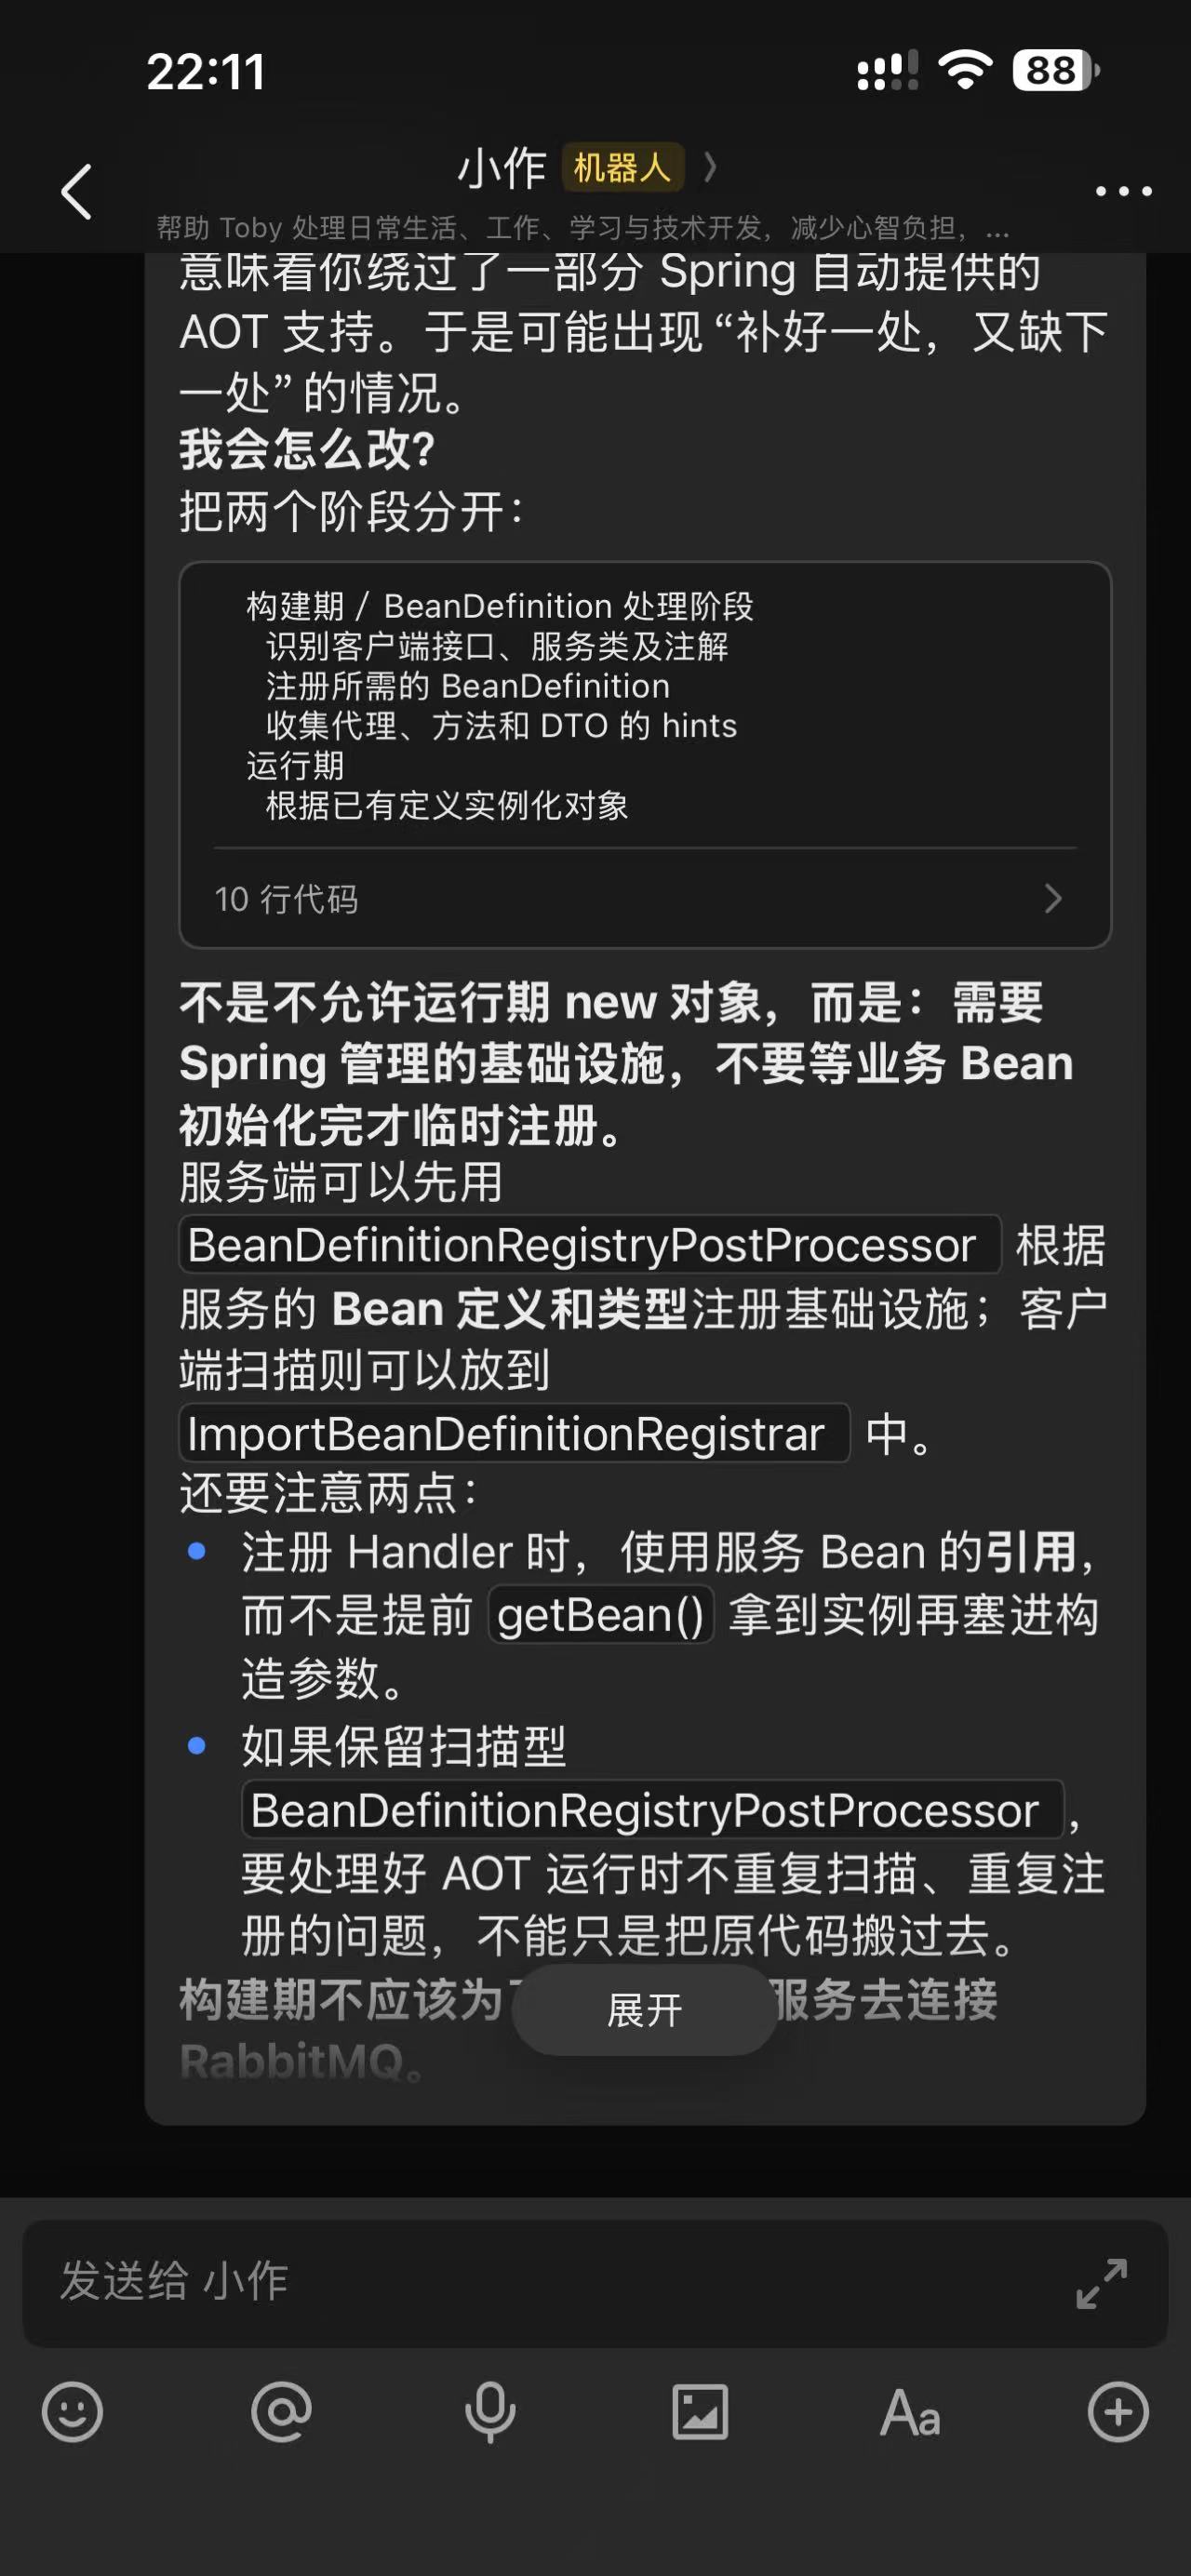 22:11
88
小作 机器人
帮助 Toby 处理日常生活、工作、学习与技术开发，减少心智负担，...
意味着你绕过了一部分 Spring 自动提供的
AOT 支持。于是可能出现“补好一处，又缺下
一处”的情况。
我会怎么改？
把两个阶段分开：
构建期 / BeanDefinition 处理阶段
识别客户端接口、服务类及注解
注册所需的 BeanDefinition
收集代理、方法和 DTO 的 hints
运行期
根据已有定义实例化对象
10 行代码
不是不允许运行期 new 对象，而是：需要
Spring 管理的基础设施，不要等业务 Bean
初始化完才临时注册。
服务端可以先用
BeanDefinitionRegistryPostProcessor 根据
服务的 Bean 定义和类型注册基础设施；客户
端扫描则可以放到
ImportBeanDefinitionRegistrar 中。
还要注意两点：
注册 Handler 时，使用服务 Bean 的引用，
而不是提前 getBean() 拿到实例再塞进构
造参数。
如果保留扫描型
BeanDefinitionRegistryPostProcessor，
要处理好 AOT 运行时不重复扫描、重复注
册的问题，不能只是把原代码搬过去。
构建期不应该为 服务去连接
展开
RabbitMQ。
发送给 小作
Aa